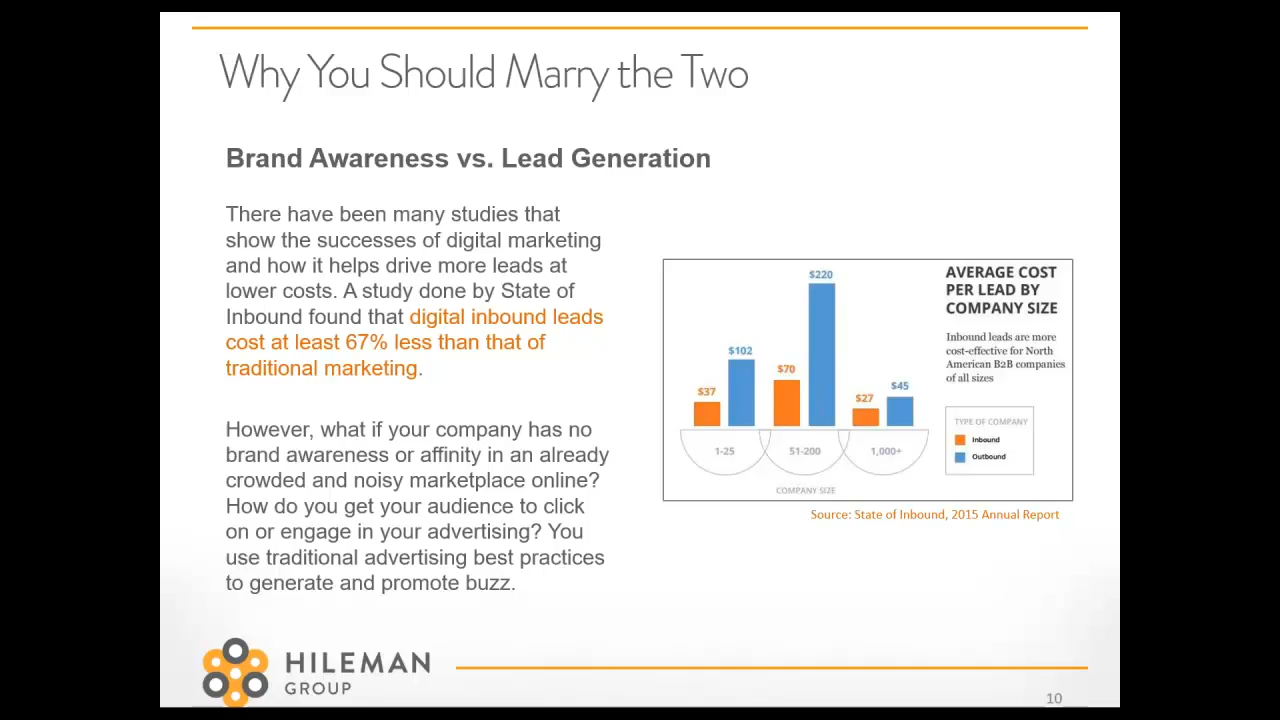 Why You Should Marry the Two
Brand Awareness vs. Lead Generation
There have been many studies that
show the successes of digital marketing
and how it helps drive more leads at
lower costs. A study done by State of
Inbound found that digital inbound leads
cost at least 67% less than that of
traditional marketing.
However, what if your company has no
brand awareness or affinity in an already
crowded and noisy marketplace online?
How do you get your audience to click
on or engage in your advertising? You
use traditional advertising best practices
to generate and promote buzz.
$37
$102
$70
$220
$27
$45
1-25
51-200
1,000+
COMPANY SIZE
AVERAGE COST
PER LEAD BY
COMPANY SIZE
Inbound leads are more
cost-effective for North
American B2B companies
of all sizes
TYPE OF COMPANY
Inbound
Outbound
Source: State of Inbound, 2015 Annual Report
HILEMAN
GROUP
10